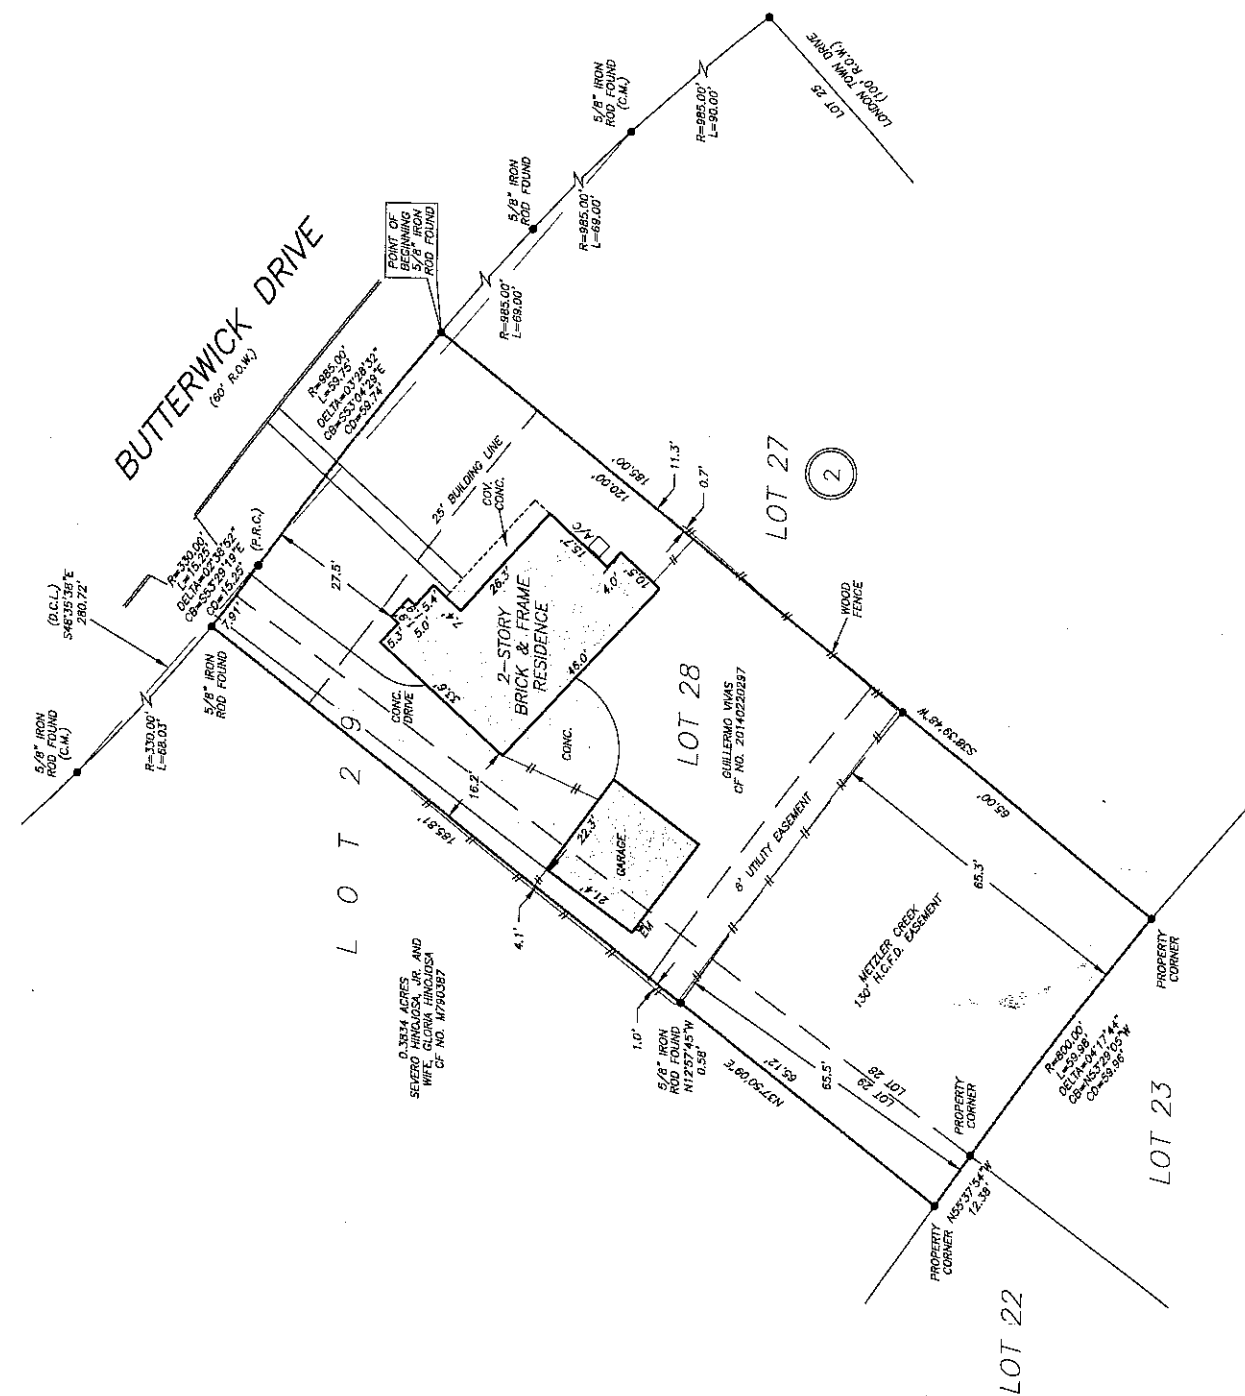 BUTTERWICK DRIVE
(60' R.O.W.)
LONDON TOWN DRIVE
(100' R.O.W.)
LOT 25
5/8" IRON
ROD FOUND
(C.M.)
R=985.00'
L=90.00'
5/8" IRON
ROD FOUND
R=985.00'
L=69.00'
POINT OF
BEGINNING
5/8" IRON
ROD FOUND
R=985.00'
L=69.00'
R=985.00'
L=59.75'
DELTA=03°28'32"
CB=S53°04'29"E
CD=59.74'
(P.R.C.)
R=330.00'
L=15.25'
DELTA=02°38'52"
CB=S53°29'19"E
CD=15.25'
7.91'
(D.C.L.)
S48°35'38"E
280.72'
5/8" IRON
ROD FOUND
5/8" IRON
ROD FOUND
(C.M.)
R=330.00'
L=68.03'
25' BUILDING LINE
COV.
CONC.
27.5'
A/C
15.7'
4.0'
10.5'
26.3'
7.4'
5.4'
5.0'
5.3'
33.6'
46.0'
2-STORY
BRICK & FRAME
RESIDENCE
CONC.
DRIVE
CONC.
16.2'
185.81'
120.00'
185.00'
11.3'
0.7'
LOT 27
2
WOOD
FENCE
LOT 29
LOT 28
GUILLERMO VIVAS
CF NO. 20140220297
22.3'
GARAGE
21.4'
EM
4.1'
8' UTILITY EASEMENT
S38°39'48"W
65.00'
65.3'
0.3834 ACRES
SEVERO HINOJOSA, JR. AND
WIFE, GLORIA HINOJOSA
CF NO. M790387
1.0'
5/8" IRON
ROD FOUND
N12°57'45"W
0.58'
N37°50'09"E
65.12'
65.5'
LOT 29
LOT 28
METZLER CREEK
130' H.C.F.D. EASEMENT
PROPERTY
CORNER
R=800.00'
L=59.98'
DELTA=04°17'44"
CB=N53°29'05"W
CD=59.96'
PROPERTY
CORNER
N55°37'54"W
12.38'
PROPERTY
CORNER
LOT 23
LOT 22